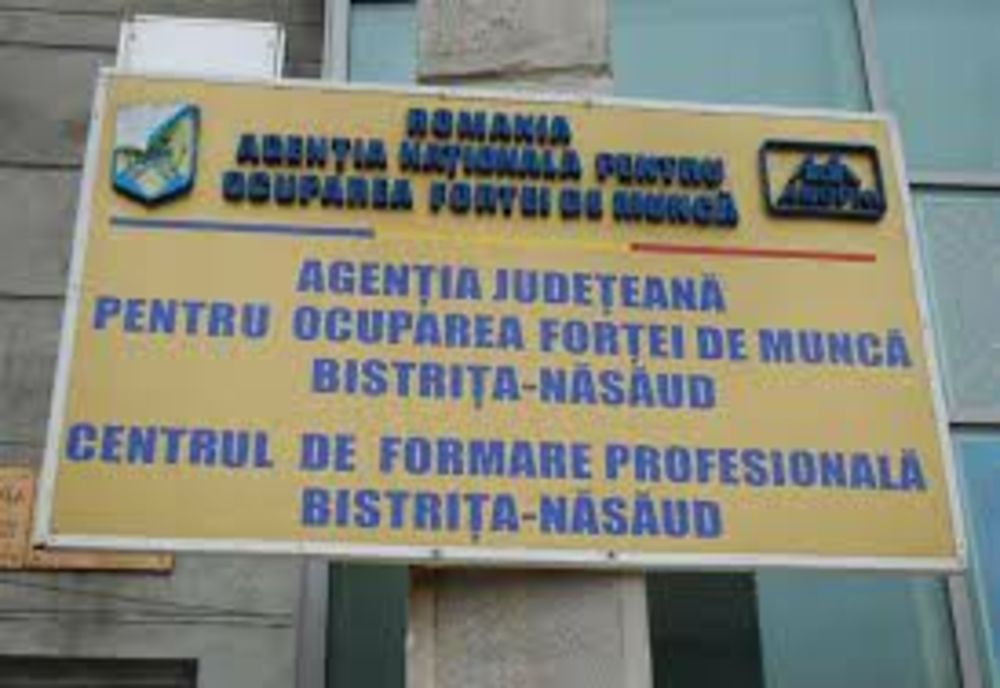 ROMANIA
AGENȚIA NAȚIONALA PENTRU
OCUPAREA FORȚEI DE MUNCĂ
AGENȚIA JUDEȚEANĂ
PENTRU OCUPAREA FORȚEI DE MUNCĂ
BISTRIȚA-NĂSĂUD
CENTRUL DE FORMARE PROFESIONALĂ
BISTRIȚA-NĂSĂUD